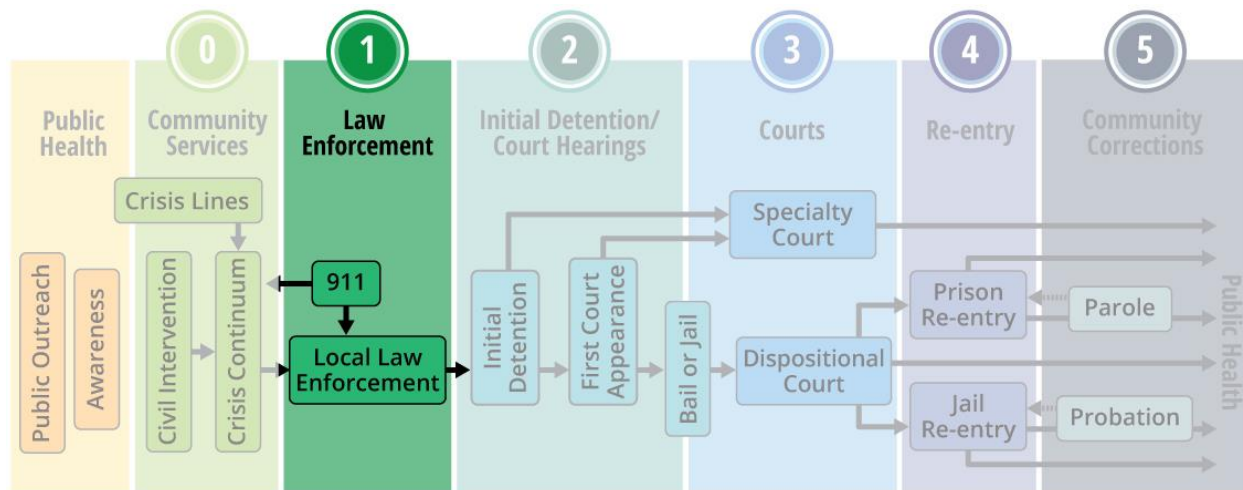 0
1
2
3
4
5
Public
Health
Community
Services
Law
Enforcement
Initial Detention/
Court Hearings
Courts
Re-entry
Community
Corrections
Crisis Lines
Public Outreach
Awareness
Civil Intervention
Crisis Continuum
911
Local Law
Enforcement
Initial
Detention
First Court
Appearance
Bail or Jail
Specialty
Court
Dispositional
Court
Prison
Re-entry
Jail
Re-entry
Parole
Probation
Public Health